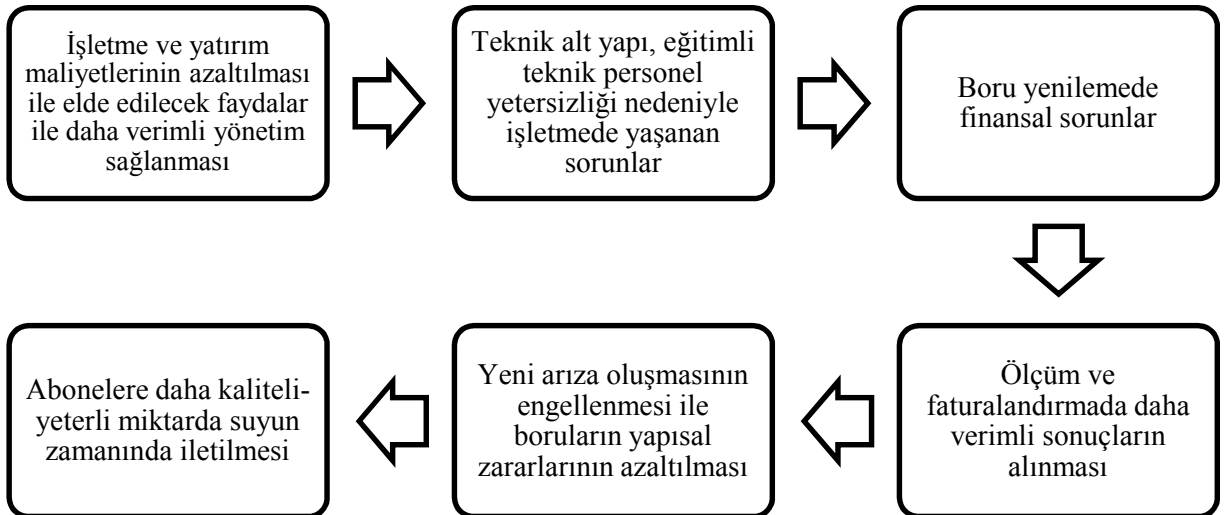 İşletme ve yatırım
maliyetlerinin azaltılması
ile elde edilecek faydalar
ile daha verimli yönetim
sağlanması
Teknik alt yapı, eğitimli
teknik personel
yetersizliği nedeniyle
işletmede yaşanan
sorunlar
Boru yenilemede
finansal sorunlar
Ölçüm ve
faturalandırmada daha
verimli sonuçların
alınması
Yeni arıza oluşmasının
engellenmesi ile
boruların yapısal
zararlarının azaltılması
Abonelere daha kaliteli-
yeterli miktarda suyun
zamanında iletilmesi